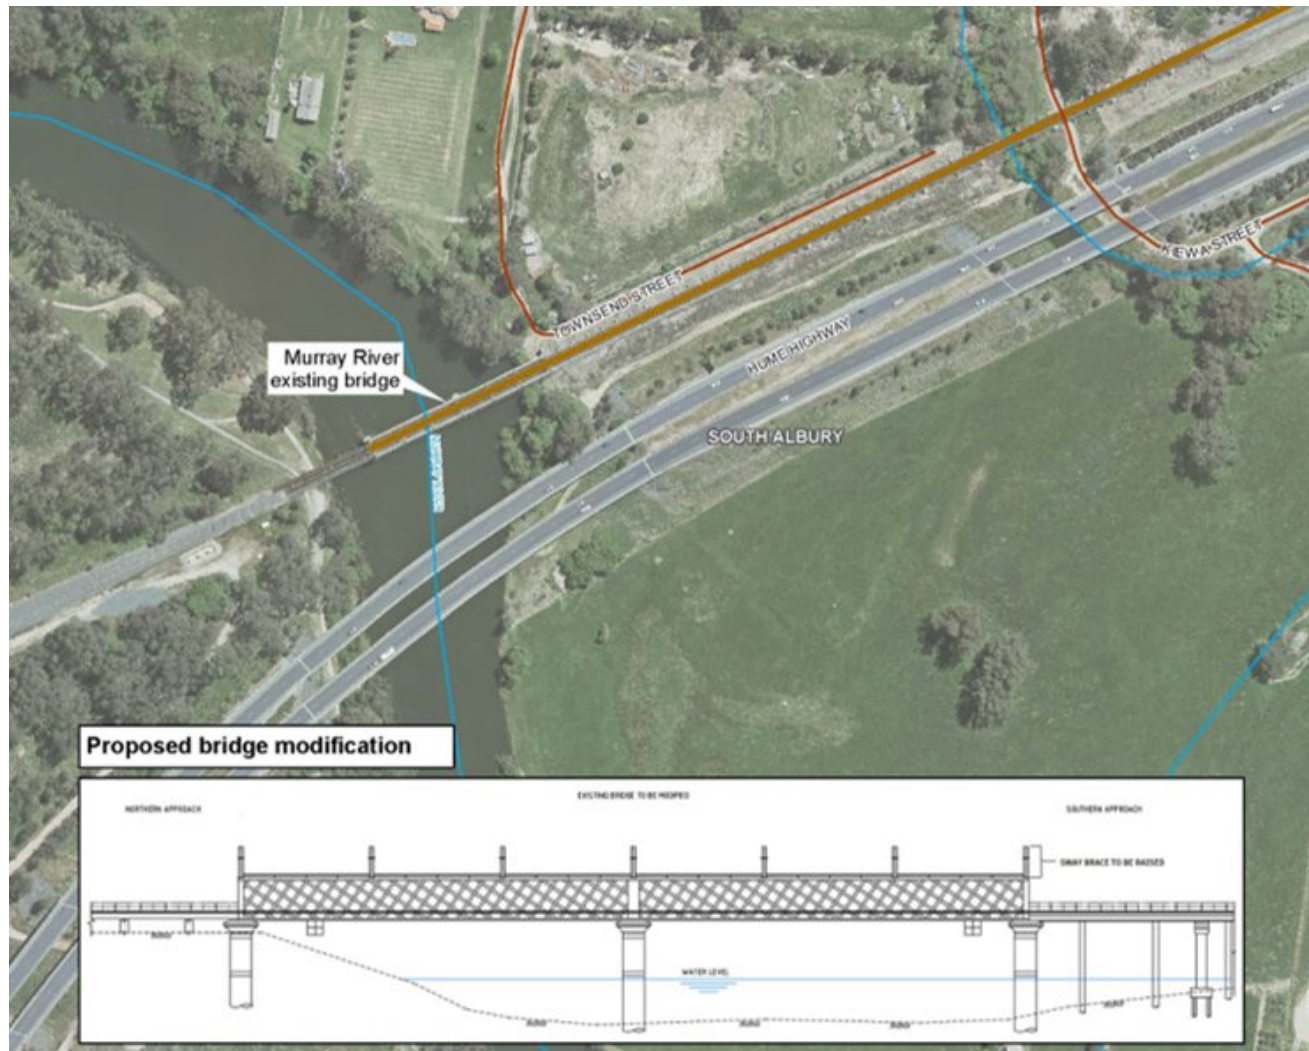 TOWNSEND STREET
KIEWA STREET
HUME HIGHWAY
Murray River
existing bridge
SOUTH ALBURY
Proposed bridge modification
EXISTING BRIDGE TO BE MODIFIED
NORTHERN APPROACH
SOUTHERN APPROACH
SWAY BRACE TO BE RAISED
WATER LEVEL